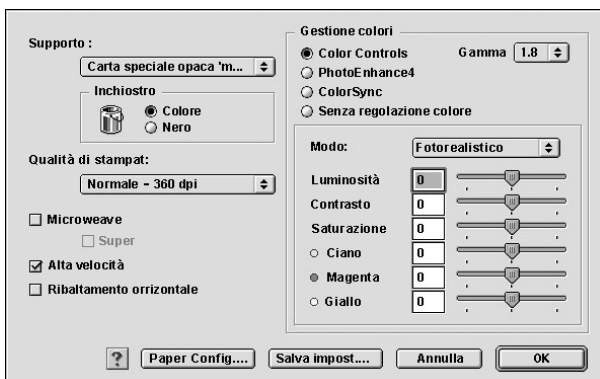 Supporto :
Carta speciale opaca 'm...
Inchiostro
Colore
Nero
Qualità di stampat:
Normale - 360 dpi
Microweave
Super
Alta velocità
Ribaltamento orrizontale
Gestione colori
Color Controls
Gamma 1.8
PhotoEnhance4
ColorSync
Senza regolazione colore
Modo: Fotorealistico
Luminosità 0
Contrasto 0
Saturazione 0
Ciano 0
Magenta 0
Giallo 0
? Paper Config.... Salva impost.... Annulla OK